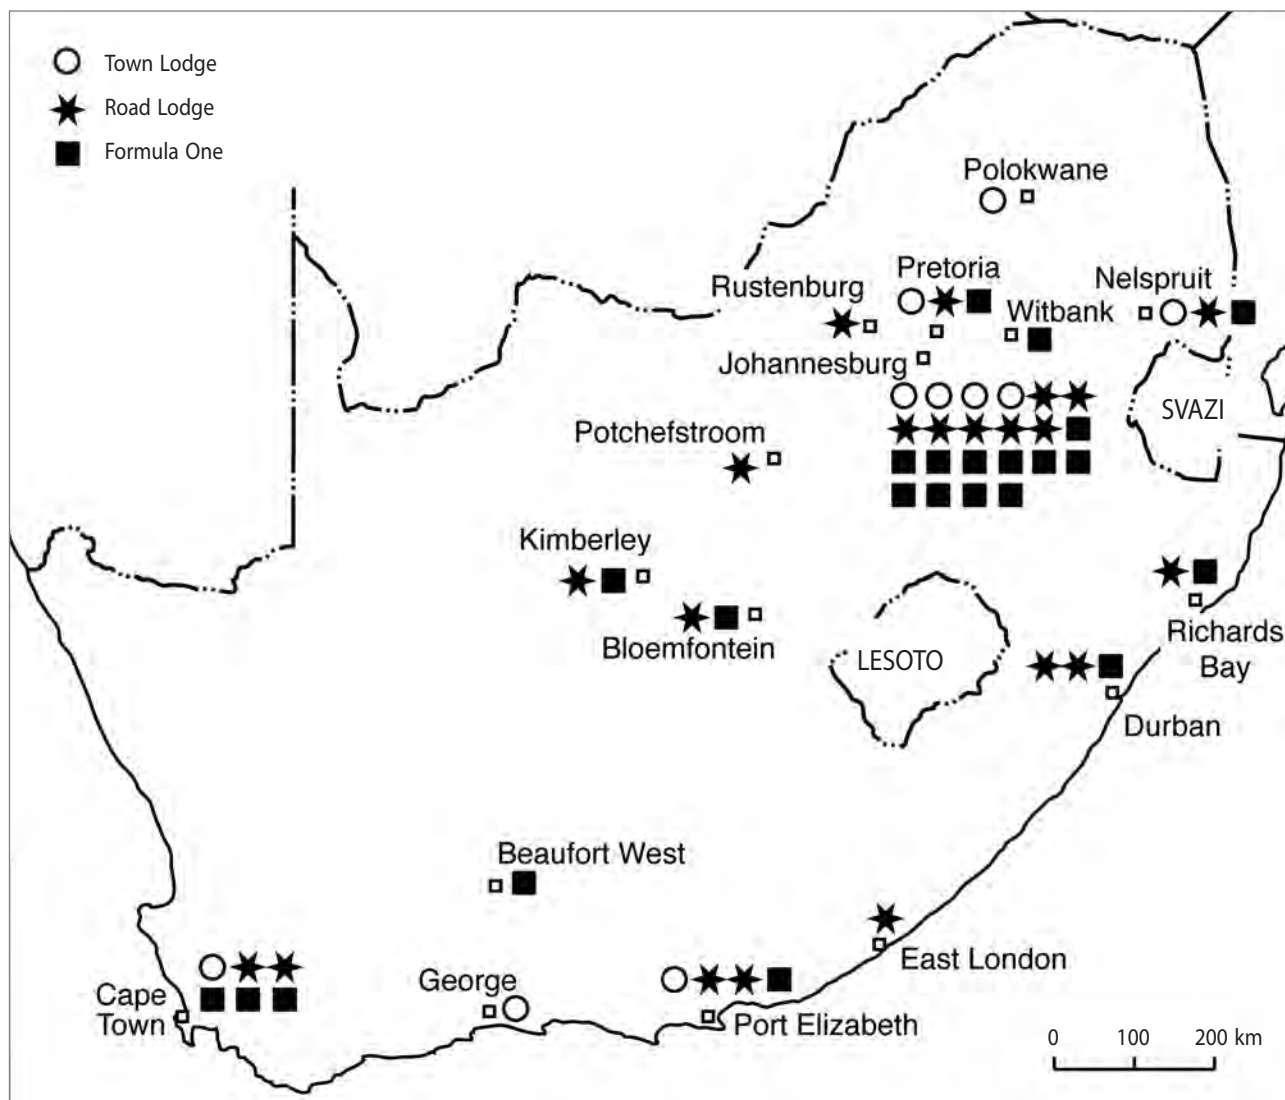 Town Lodge
Road Lodge
Formula One
Polokwane
Pretoria
Nelspruit
Rustenburg
Witbank
Johannesburg
SVAZI
Potchefstroom
Kimberley
Bloemfontein
LESOTO
Richards
Bay
Durban
Beaufort West
East London
George
Cape
Town
Port Elizabeth
0 100 200 km